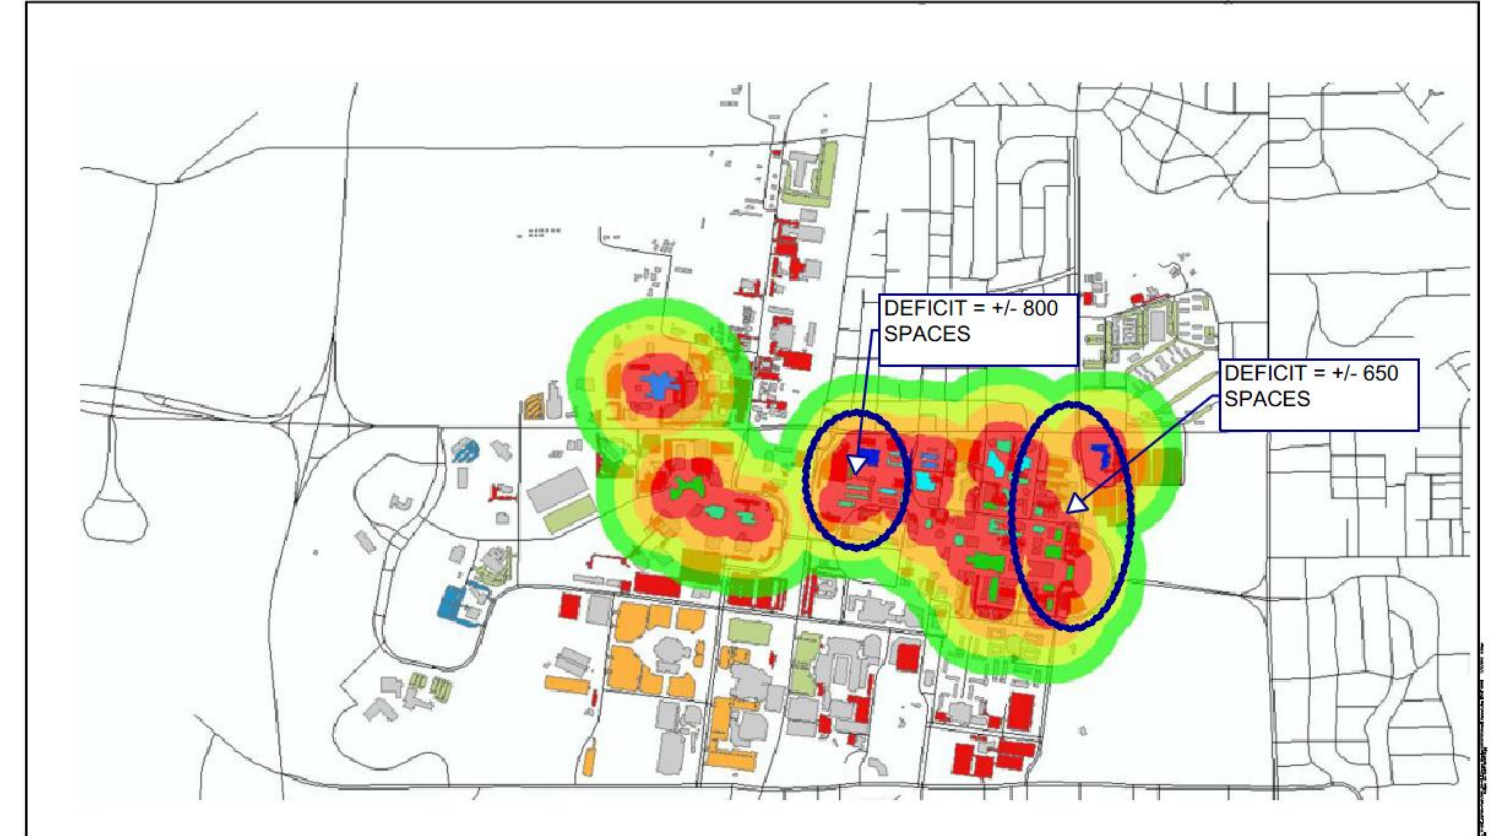 DEFICIT = +/- 800
SPACES
DEFICIT = +/- 650
SPACES